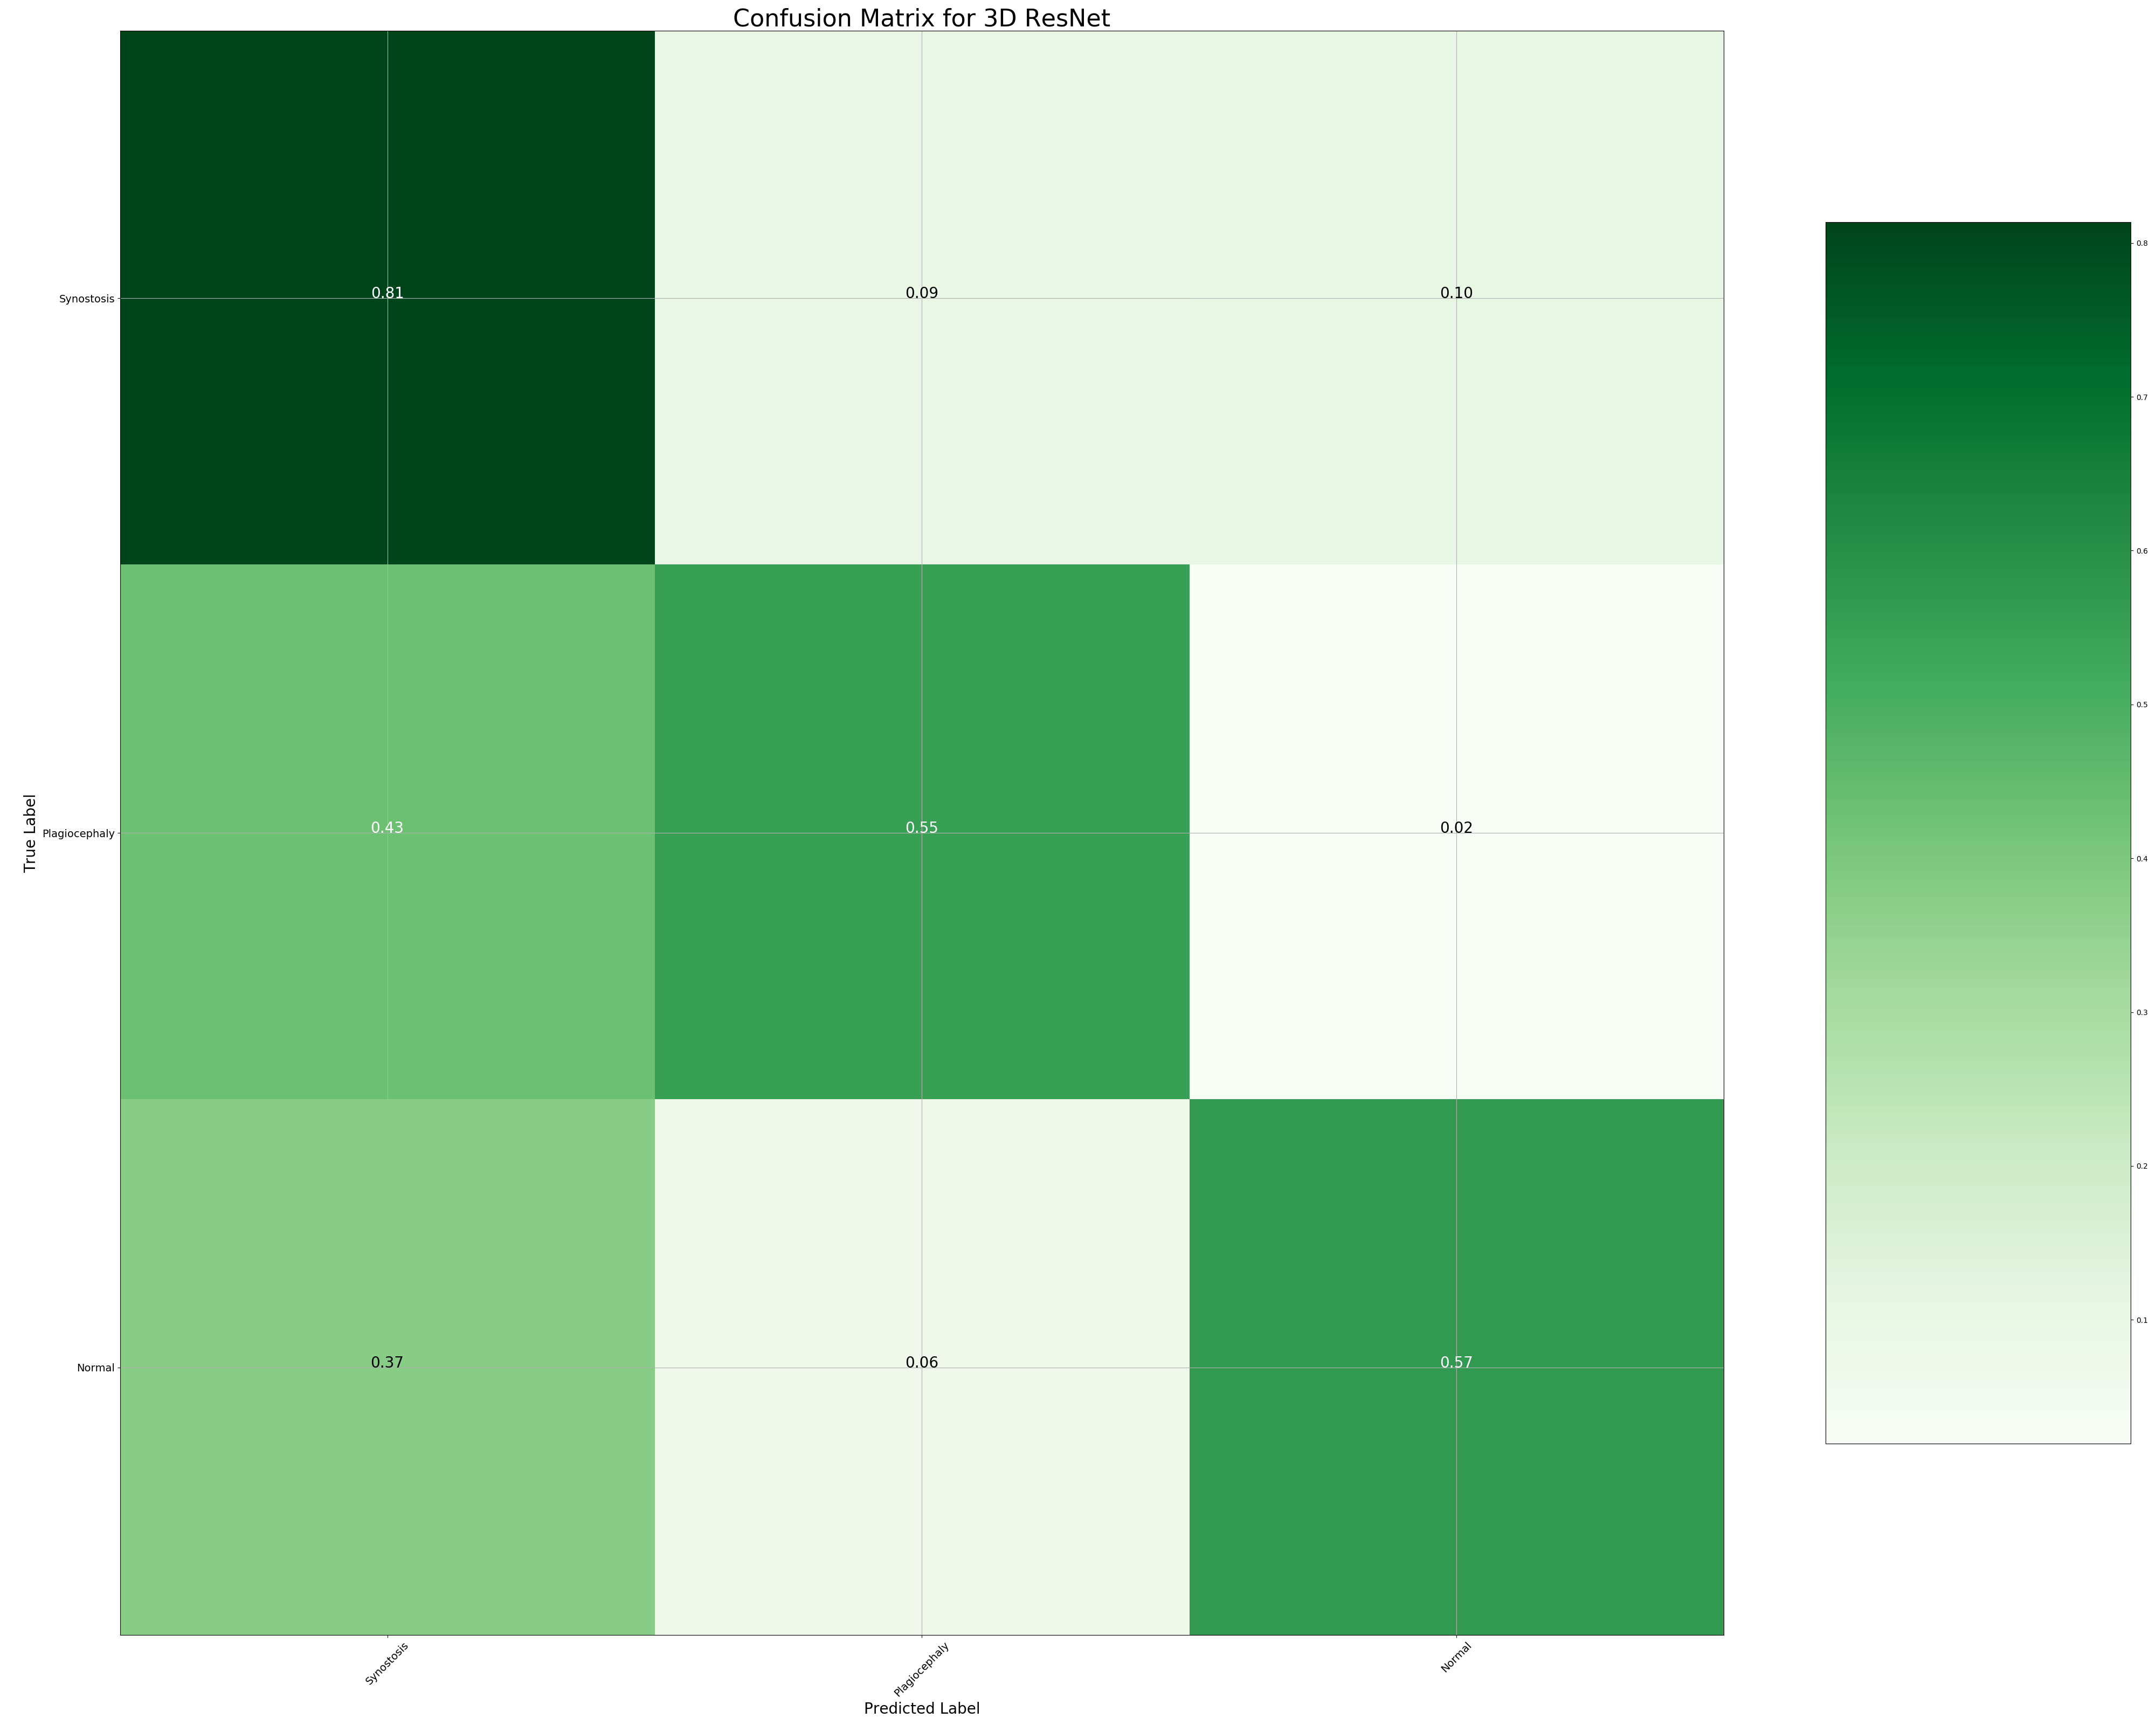 Confusion Matrix for 3D ResNet
Synostosis
0.81
0.09
0.10
Plagiocephaly
0.43
0.55
0.02
Normal
0.37
0.06
0.57
True Label
Synostosis
Plagiocephaly
Normal
Predicted Label
0.8
0.7
0.6
0.5
0.4
0.3
0.2
0.1